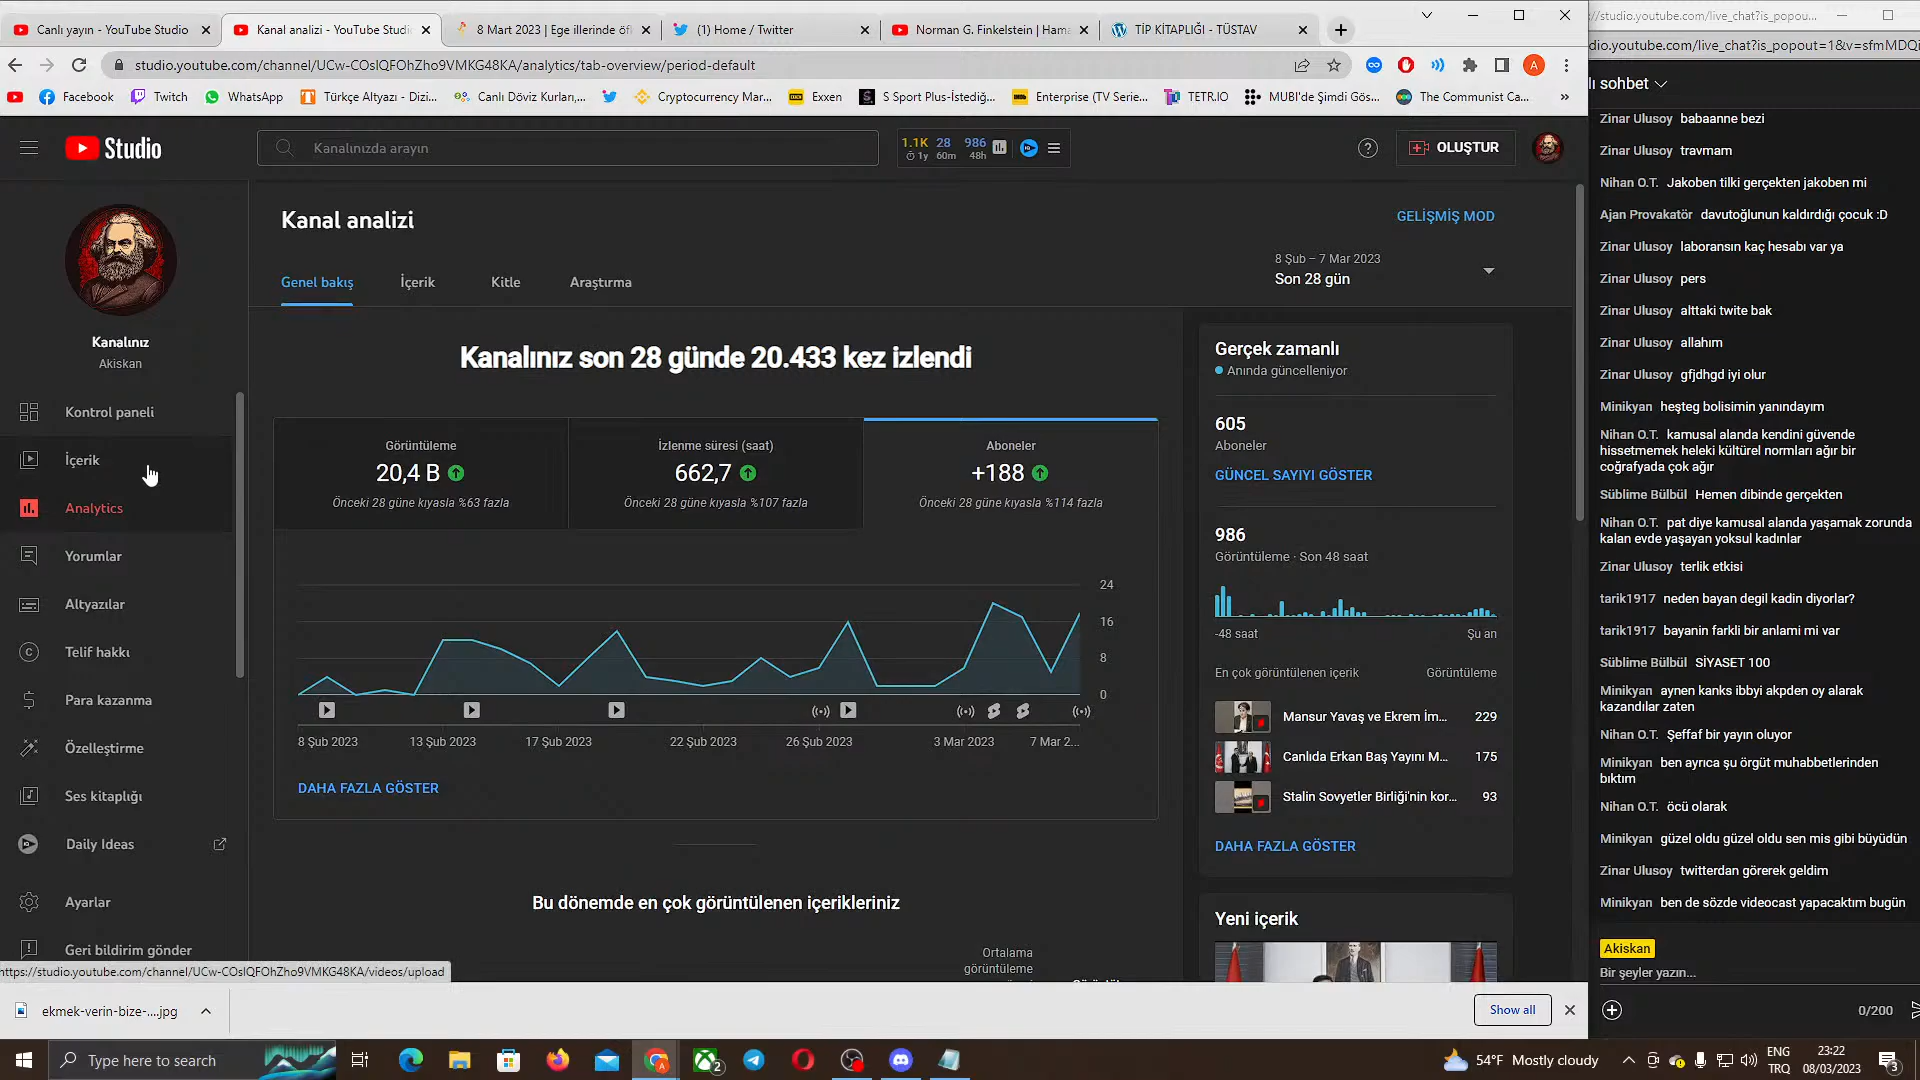 Canlı yayın - YouTube Studio
Kanal analizi - YouTube Studi
8 Mart 2023 | Ege illerinde öf
(1) Home / Twitter
Norman G. Finkelstein | Hama
TİP KİTAPLIĞI - TÜSTAV
studio.youtube.com/channel/UCw-COslQFOhZho9VMKG48KA/analytics/tab-overview/period-default
A
Facebook
Twitch
WhatsApp
Türkçe Altyazı - Dizi...
Canlı Döviz Kurları,...
Cryptocurrency Mar...
Exxen
S Sport Plus-İstediğ...
Enterprise (TV Serie...
TETR.IO
MUBI'de Şimdi Gös...
The Communist Ca...
Studio
Kanalınızda arayın
1.1K 28 986
1y 60m 48h
OLUŞTUR
Kanalınız
Akiskan
Kontrol paneli
İçerik
Analytics
Yorumlar
Altyazılar
Telif hakkı
Para kazanma
Özelleştirme
Ses kitaplığı
Daily Ideas
Ayarlar
Geri bildirim gönder
https://studio.youtube.com/channel/UCw-COslQFOhZho9VMKG48KA/videos/upload
Kanal analizi
GELİŞMİŞ MOD
Genel bakış
İçerik
Kitle
Araştırma
8 Şub – 7 Mar 2023
Son 28 gün
Kanalınız son 28 günde 20.433 kez izlendi
Görüntüleme
20,4 B
Önceki 28 güne kıyasla %63 fazla
İzlenme süresi (saat)
662,7
Önceki 28 güne kıyasla %107 fazla
Aboneler
+188
Önceki 28 güne kıyasla %114 fazla
24
16
8
0
8 Şub 2023
13 Şub 2023
17 Şub 2023
22 Şub 2023
26 Şub 2023
3 Mar 2023
7 Mar 2...
DAHA FAZLA GÖSTER
Bu dönemde en çok görüntülenen içerikleriniz
Ortalama
görüntüleme
Gerçek zamanlı
Anında güncelleniyor
605
Aboneler
GÜNCEL SAYIYI GÖSTER
986
Görüntüleme · Son 48 saat
-48 saat
Şu an
En çok görüntülenen içerik
Görüntüleme
Mansur Yavaş ve Ekrem İm... 229
Canlıda Erkan Baş Yayını M... 175
Stalin Sovyetler Birliği'nin kor... 93
DAHA FAZLA GÖSTER
Yeni içerik
//studio.youtube.com/live_chat?is_popou...
dio.youtube.com/live_chat?is_popout=1&v=sfmMDQ
lı sohbet
Zinar Ulusoy babaanne bezi
Zinar Ulusoy travmam
Nihan O.T. Jakoben tilki gerçekten jakoben mi
Ajan Provakatör davutoğlunun kaldırdığı çocuk :D
Zinar Ulusoy laboransın kaç hesabı var ya
Zinar Ulusoy pers
Zinar Ulusoy alttaki twite bak
Zinar Ulusoy allahım
Zinar Ulusoy gfjdhgd iyi olur
Minikyan heşteg bolisimin yanındayım
Nihan O.T. kamusal alanda kendini güvende
hissetmemek heleki kültürel normları ağır bir
coğrafyada çok ağır
Süblime Bülbül Hemen dibinde gerçekten
Nihan O.T. pat diye kamusal alanda yaşamak zorunda
kalan evde yaşayan yoksul kadınlar
Zinar Ulusoy terlik etkisi
tarik1917 neden bayan degil kadin diyorlar?
tarik1917 bayanin farkli bir anlami mi var
Süblime Bülbül SİYASET 100
Minikyan aynen kanks ibbyi akpden oy alarak
kazandılar zaten
Nihan O.T. Şeffaf bir yayın oluyor
Minikyan ben ayrıca şu örgüt muhabbetlerinden
bıktım
Nihan O.T. öcü olarak
Minikyan güzel oldu güzel oldu sen mis gibi büyüdün
Zinar Ulusoy twitterdan görerek geldim
Minikyan ben de sözde videocast yapacaktım bugün
Akiskan
Bir şeyler yazın...
0/200
ekmek-verin-bize-....jpg
Show all
Type here to search
2
54°F Mostly cloudy
ENG
TRQ
23:22
08/03/2023
3